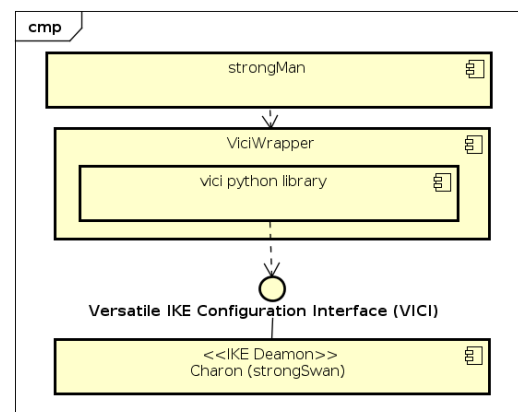 cmp
strongMan
ViciWrapper
vici python library
Versatile IKE Configuration Interface (VICI)
<<IKE Deamon>>
Charon (strongSwan)